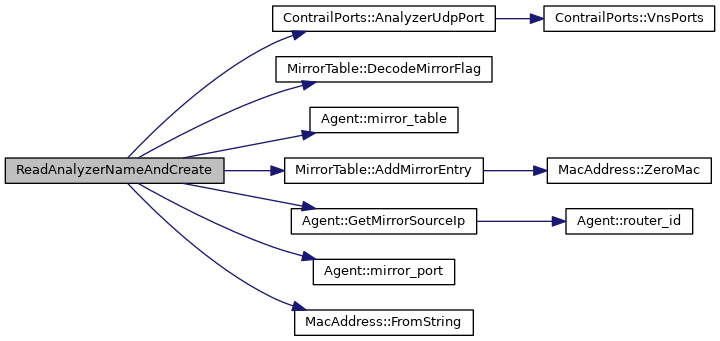 ContrailPorts::AnalyzerUdpPort
ContrailPorts::VnsPorts
MirrorTable::DecodeMirrorFlag
Agent::mirror_table
ReadAnalyzerNameAndCreate
MirrorTable::AddMirrorEntry
MacAddress::ZeroMac
Agent::GetMirrorSourceIp
Agent::router_id
Agent::mirror_port
MacAddress::FromString